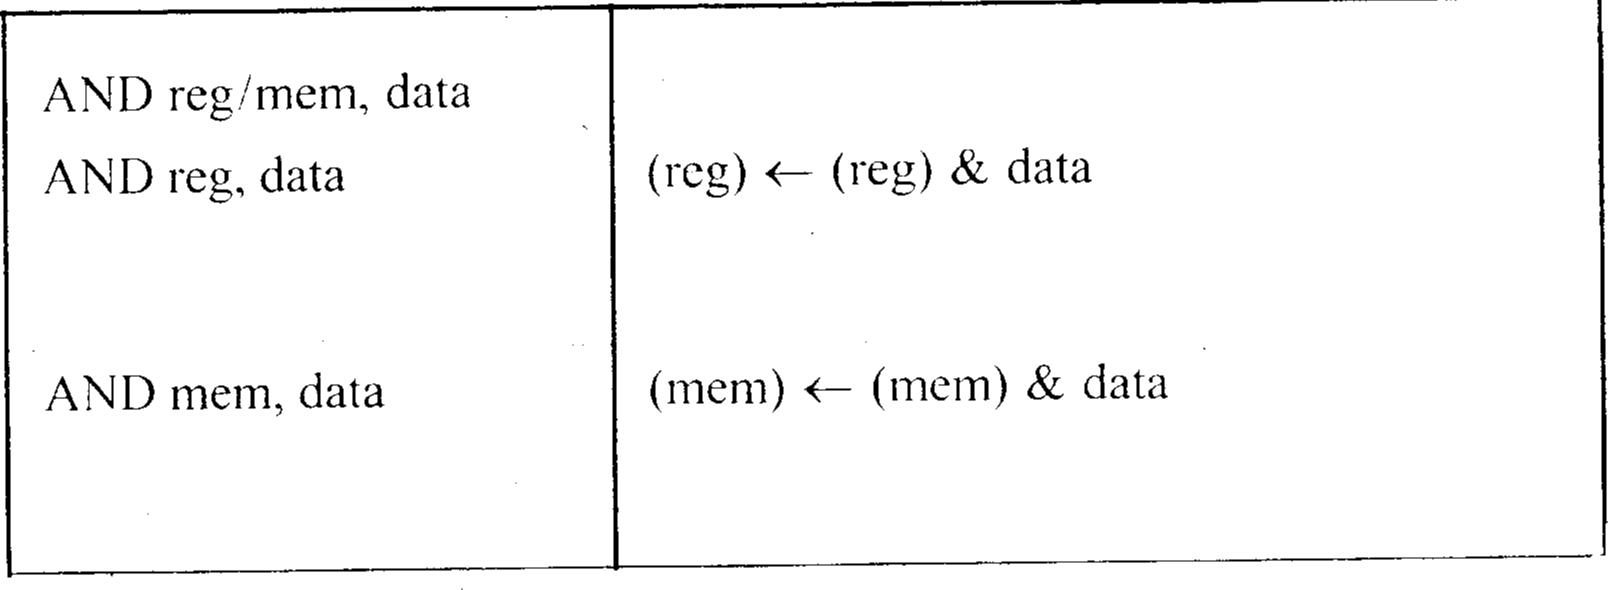 AND reg/mem, data
AND reg, data
(reg) ← (reg) & data
AND mem, data
(mem) ← (mem) & data